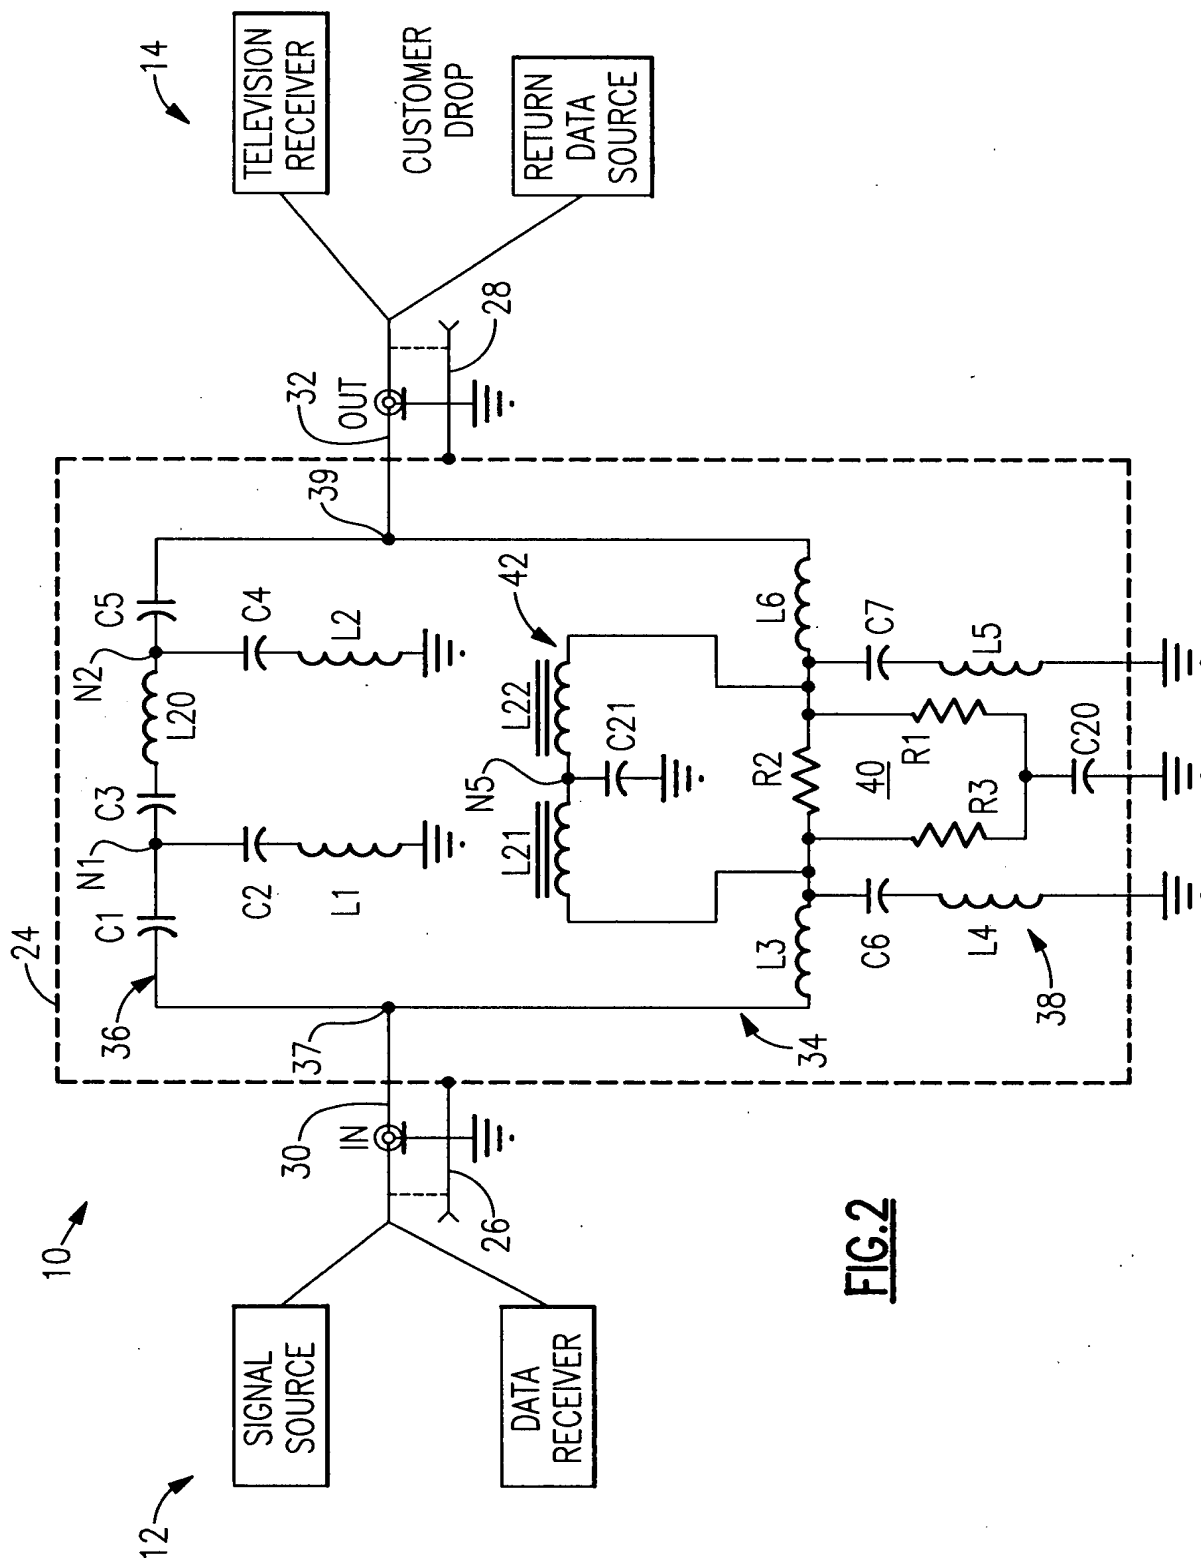 10
12
14
24
SIGNAL
SOURCE
DATA
RECEIVER
IN
30
26
37
36
34
C1
N1
C3
L20
N2
C5
C2
L1
C4
L2
39
32
OUT
28
TELEVISION
RECEIVER
CUSTOMER
DROP
RETURN
DATA
SOURCE
L21
N5
L22
42
C21
L3
R2
L6
C6
L4
38
R3
40
R1
C7
L5
C20
FIG.2